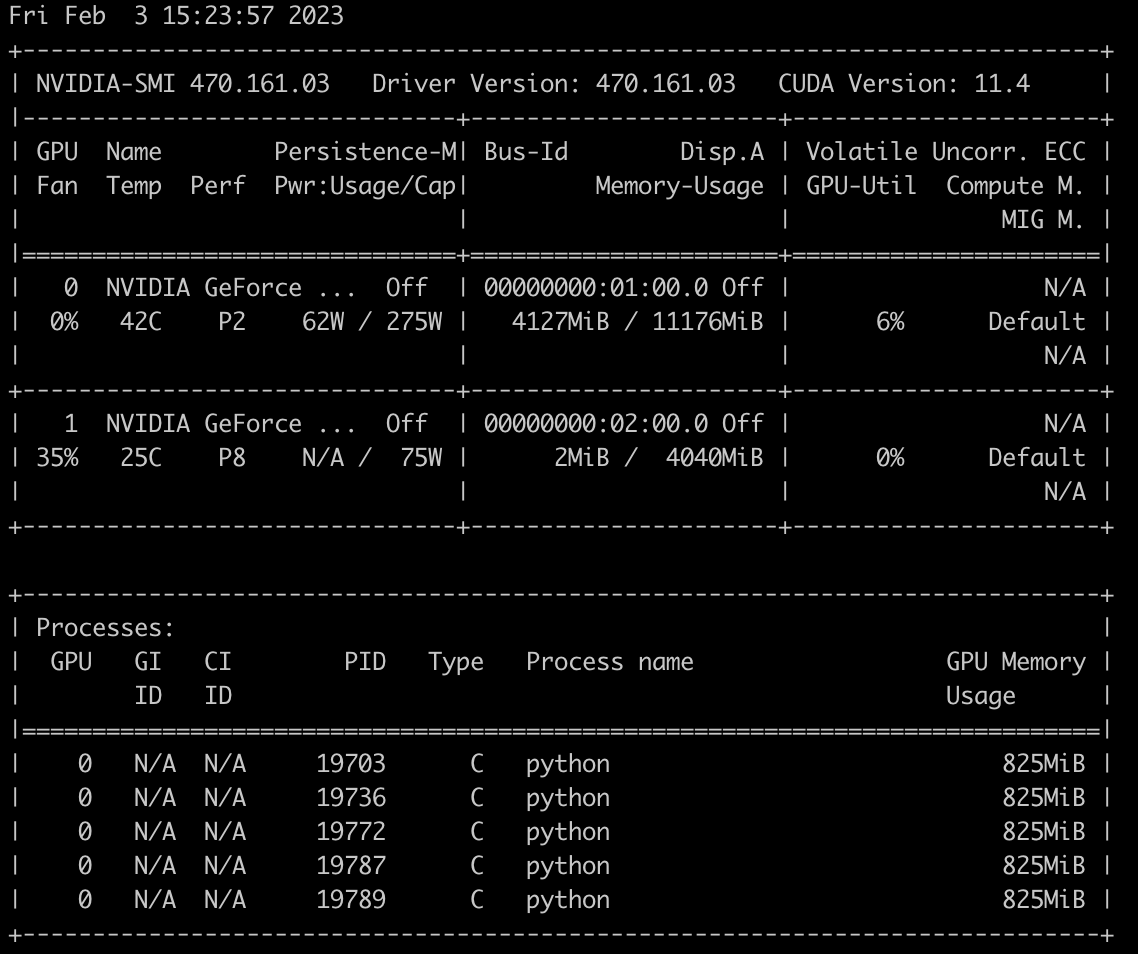 Fri Feb  3 15:23:57 2023
+-----------------------------------------------------------------------------+
| NVIDIA-SMI 470.161.03   Driver Version: 470.161.03   CUDA Version: 11.4     |
|-------------------------------+----------------------+----------------------+
| GPU  Name        Persistence-M| Bus-Id        Disp.A | Volatile Uncorr. ECC |
| Fan  Temp  Perf  Pwr:Usage/Cap|         Memory-Usage | GPU-Util  Compute M. |
|                               |                      |               MIG M. |
|===============================+======================+======================|
|   0  NVIDIA GeForce ...  Off  | 00000000:01:00.0 Off |                  N/A |
|  0%   42C    P2    62W / 275W |   4127MiB / 11176MiB |      6%      Default |
|                               |                      |                  N/A |
+-------------------------------+----------------------+----------------------+
|   1  NVIDIA GeForce ...  Off  | 00000000:02:00.0 Off |                  N/A |
| 35%   25C    P8    N/A /  75W |      2MiB /  4040MiB |      0%      Default |
|                               |                      |                  N/A |
+-------------------------------+----------------------+----------------------+

+-----------------------------------------------------------------------------+
| Processes:                                                                  |
|  GPU   GI   CI        PID   Type   Process name                  GPU Memory |
|        ID   ID                                                   Usage      |
|=============================================================================|
|    0   N/A  N/A     19703      C   python                            825MiB |
|    0   N/A  N/A     19736      C   python                            825MiB |
|    0   N/A  N/A     19772      C   python                            825MiB |
|    0   N/A  N/A     19787      C   python                            825MiB |
|    0   N/A  N/A     19789      C   python                            825MiB |
+-----------------------------------------------------------------------------+